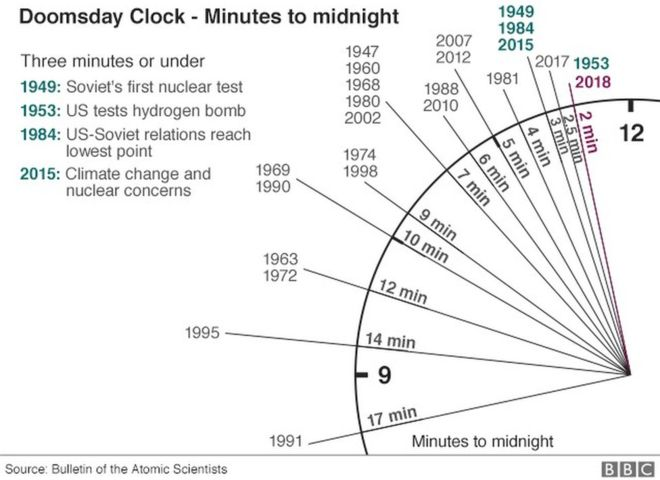 Doomsday Clock - Minutes to midnight
Three minutes or under
1949: Soviet's first nuclear test
1953: US tests hydrogen bomb
1984: US-Soviet relations reach
lowest point
2015: Climate change and
nuclear concerns
1947
1960
1968
1980
2002
2007
2012
1949
1984
2015
1988
2010
1981
2017
1953
2018
1974
1998
1969
1990
1963
1972
1995
1991
2 min
2.5 min
3 min
4 min
5 min
6 min
7 min
9 min
10 min
12 min
14 min
17 min
12
9
Minutes to midnight
Source: Bulletin of the Atomic Scientists
BBC